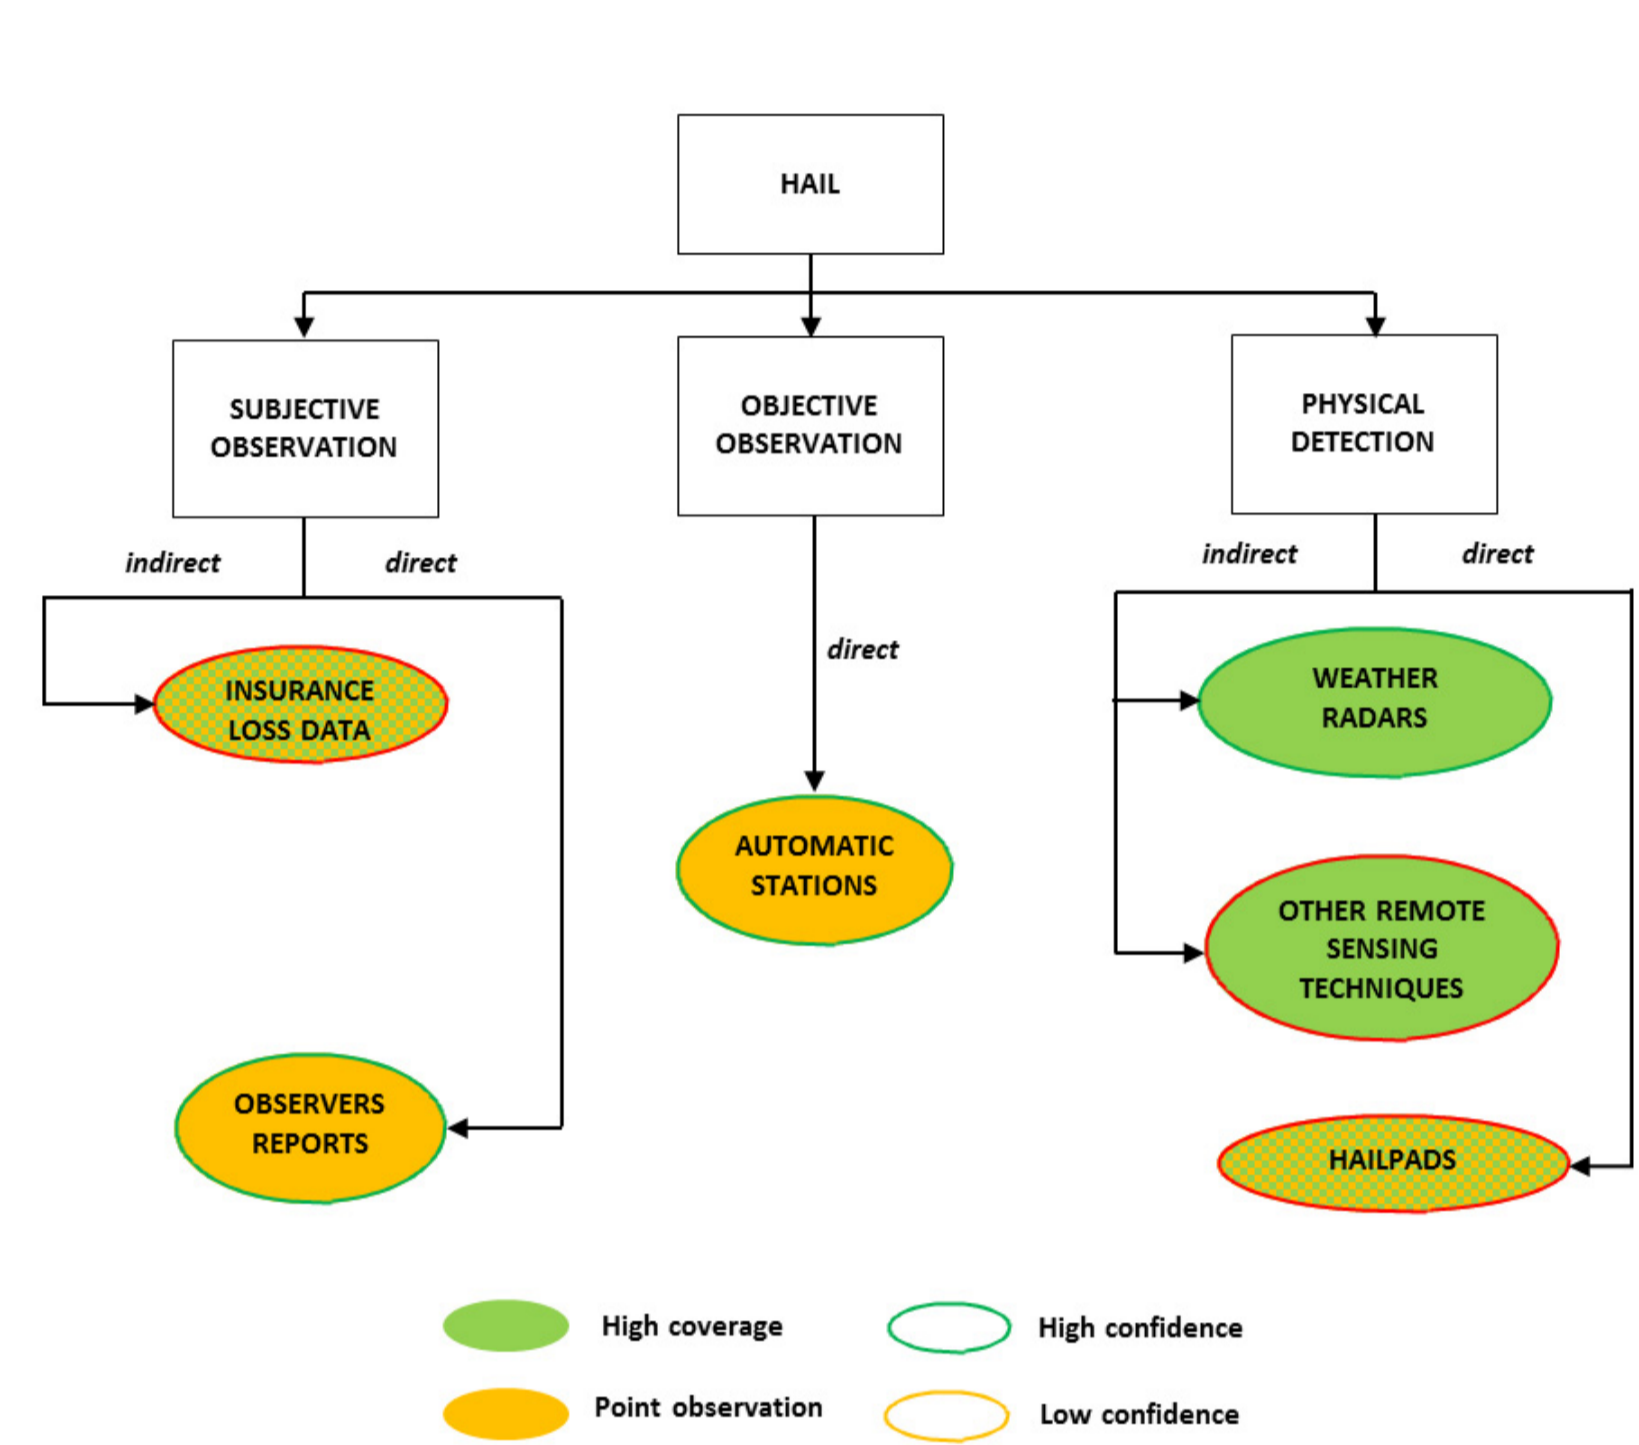 HAIL
SUBJECTIVE
OBSERVATION
OBJECTIVE
OBSERVATION
PHYSICAL
DETECTION
indirect
direct
direct
indirect
direct
INSURANCE
LOSS DATA
OBSERVERS
REPORTS
AUTOMATIC
STATIONS
WEATHER
RADARS
OTHER REMOTE
SENSING
TECHNIQUES
HAILPADS
High coverage
High confidence
Point observation
Low confidence